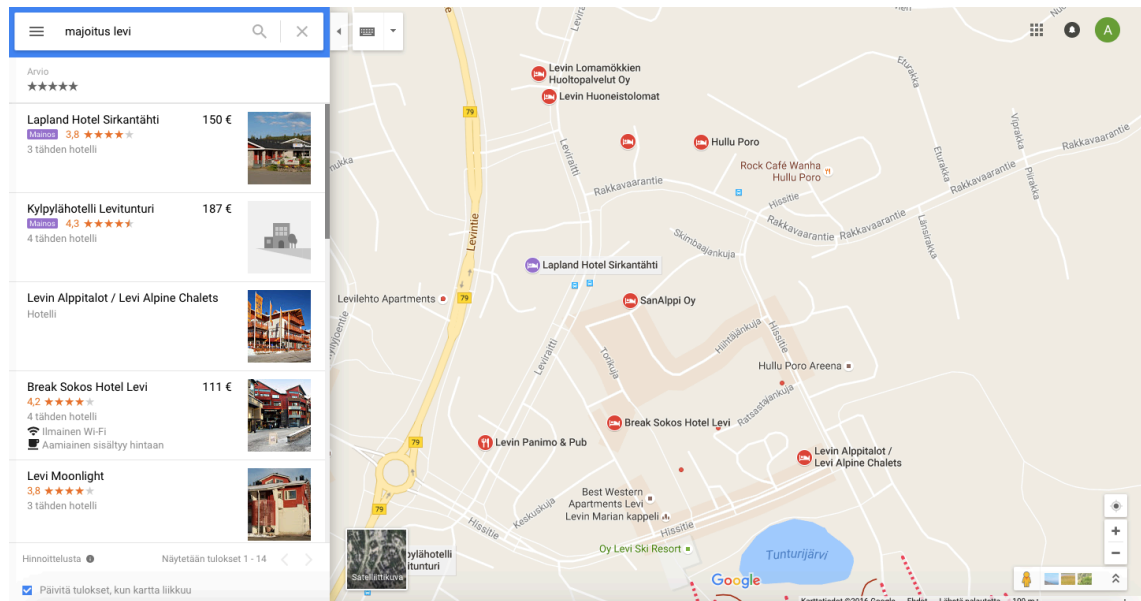 majoitus levi
Arvio
Lapland Hotel Sirkantähti
150 €
Mainos 3,8
3 tähden hotelli
Kylpylähotelli Levitunturi
187 €
Mainos 4,3
4 tähden hotelli
Levin Alppitalot / Levi Alpine Chalets
Hotelli
Break Sokos Hotel Levi
111 €
4,2
4 tähden hotelli
Ilmainen Wi-Fi
Aamiainen sisältyy hintaan
Levi Moonlight
3,8
3 tähden hotelli
Hinnoittelusta
Näytetään tulokset 1 - 14
Päivitä tulokset, kun kartta liikkuu
A
Levin Lomamökkien
Huoltopalvelut Oy
Levin Huoneistolomat
79
Hullu Poro
Rock Café Wanha
Hullu Poro
Eturakka
Viprakka
Rakkavaarantie
Eturakka
Piirakka
Rakkavaarantie
Leviraitti
Rakkavaarantie
Hissitie
Rakkavaarantie
Rakkavaarantie
Länsirakka
Skimbaajankuja
Levintie
Lapland Hotel Sirkantähti
Levilehto Apartments
79
SanAlppi Oy
Hiihtäjänkuja
Hissitie
Leviraitti
Torikuja
Hullu Poro Areena
Ratsastajankuja
Break Sokos Hotel Levi
79
Levin Panimo & Pub
Levin Alppitalot /
Levi Alpine Chalets
Best Western
Apartments Levi
Levin Marian kappeli
79
Hissitie
Keskuskuja
Hissitie
Oy Levi Ski Resort
Tunturijärvi
Satelliittikuva
Google